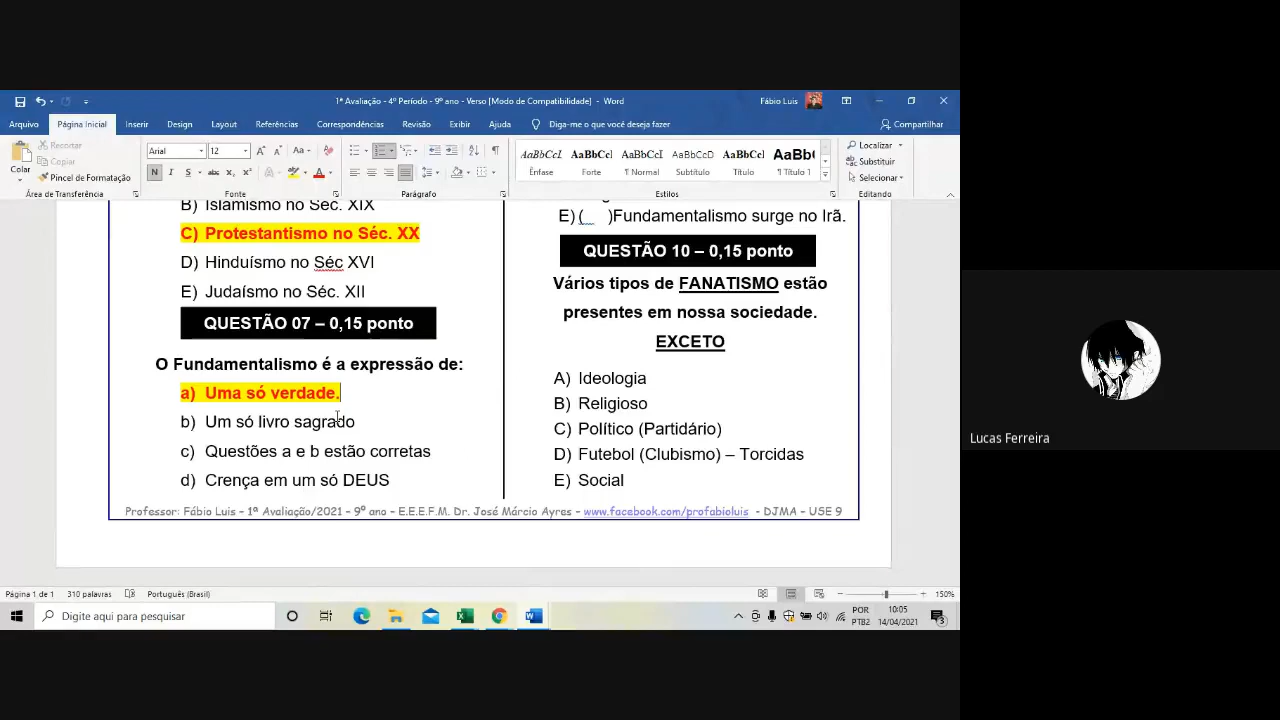 1ª Avaliação - 4º Período - 9º ano - Verso [Modo de Compatibilidade] - Word
Fábio Luis
Arquivo
Página Inicial
Inserir
Design
Layout
Referências
Correspondências
Revisão
Exibir
Ajuda
Diga-me o que você deseja fazer
Compartilhar
Colar
Recortar
Copiar
Pincel de Formatação
Área de Transferência
Arial
12
Fonte
Parágrafo
AaBbCcI Ênfase
AaBbCc Forte
AaBbCcI ¶ Normal
AaBbCcD Subtítulo
AaBbCcI ¶ Título
AaBb( ¶ Título 1
Estilos
Localizar
Substituir
Selecionar
Editando
B) Islamismo no Séc. XIX
C) Protestantismo no Séc. XX
D) Hinduísmo no Séc XVI
E) Judaísmo no Séc. XII
QUESTÃO 07 – 0,15 ponto
O Fundamentalismo é a expressão de:
a) Uma só verdade.
b) Um só livro sagrado
c) Questões a e b estão corretas
d) Crença em um só DEUS
E) ( )Fundamentalismo surge no Irã.
QUESTÃO 10 – 0,15 ponto
Vários tipos de FANATISMO estão
presentes em nossa sociedade.
EXCETO
A) Ideologia
B) Religioso
C) Político (Partidário)
D) Futebol (Clubismo) – Torcidas
E) Social
Professor: Fábio Luis – 1ª Avaliação/2021 – 9º ano – E.E.E.F.M. Dr. José Márcio Ayres – www.facebook.com/profabioluis - DJMA – USE 9
Lucas Ferreira
Página 1 de 1
310 palavras
Português (Brasil)
150%
Digite aqui para pesquisar
POR
PTB2
10:05
14/04/2021
3